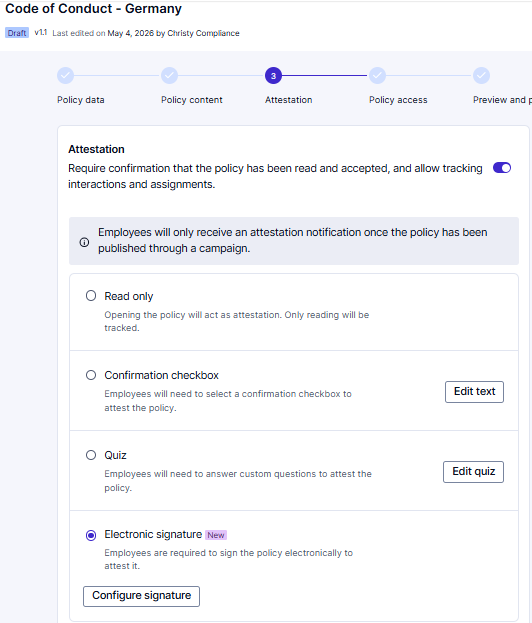 Code of Conduct - Germany
Draft v1.1 Last edited on May 4, 2026 by Christy Compliance
3
Policy data Policy content Attestation Policy access Preview and p
Attestation
Require confirmation that the policy has been read and accepted, and allow tracking
interactions and assignments.
Employees will only receive an attestation notification once the policy has been
published through a campaign.
Read only
Opening the policy will act as attestation. Only reading will be
tracked.
Confirmation checkbox
Employees will need to select a confirmation checkbox to
attest the policy.
Edit text
Quiz
Employees will need to answer custom questions to attest the
policy.
Edit quiz
Electronic signature New
Employees are required to sign the policy electronically to
attest it.
Configure signature